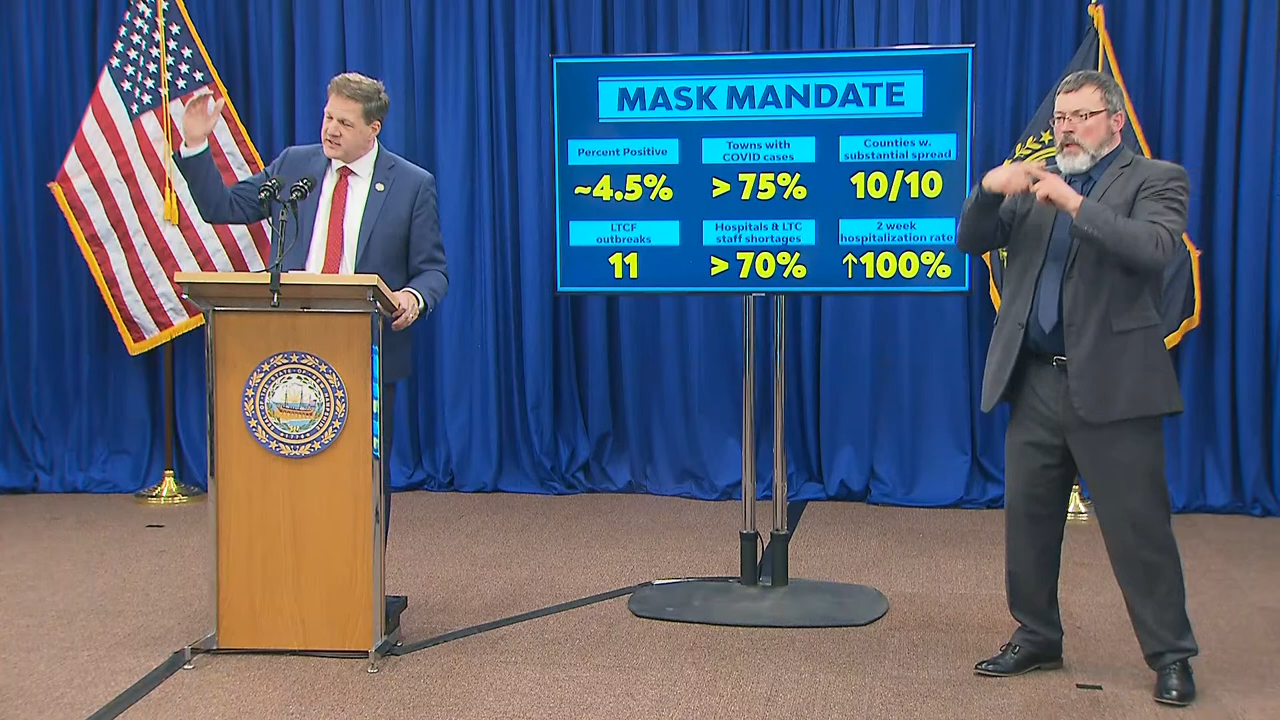 MASK MANDATE
Percent Positive
~4.5%
Towns with
COVID cases
> 75%
Counties w.
substantial spread
10/10
LTCF
outbreaks
11
Hospitals & LTC
staff shortages
> 70%
2 week
hospitalization rate
↑100%
1776